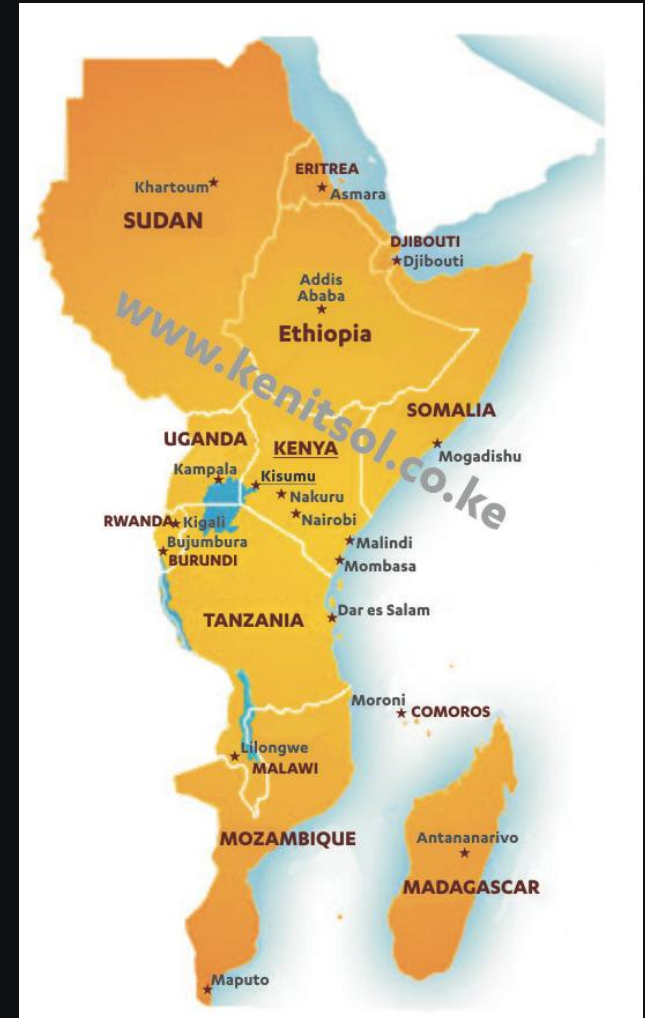 ERITREA
Khartoum
Asmara
SUDAN
DJIBOUTI
Djibouti
Addis
Ababa
Ethiopia
www.kenitsol.co.ke
SOMALIA
UGANDA
KENYA
Mogadishu
Kampala
Kisumu
Nakuru
RWANDA
Kigali
Nairobi
Bujumbura
Malindi
BURUNDI
Mombasa
Dar es Salam
TANZANIA
Moroni
COMOROS
Lilongwe
MALAWI
MOZAMBIQUE
Antananarivo
MADAGASCAR
Maputo